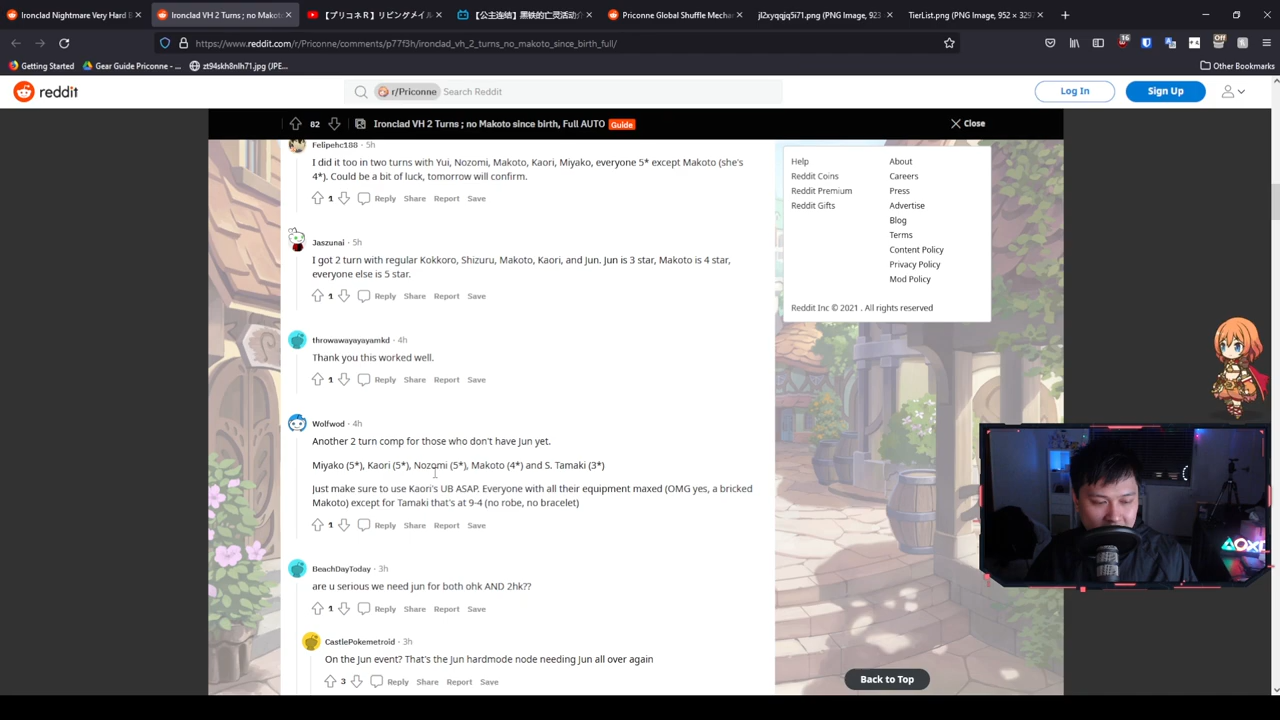 Ironclad Nightmare Very Hard B
Ironclad VH 2 Turns ; no Makot
【プリコネR】リビングメイル
【公主连结】黑铁的亡灵活动介
Priconne Global Shuffle Mecha
jl2xyqqjq5i71.png (PNG Image, 923
TierList.png (PNG Image, 952 × 3297
https://www.reddit.com/r/Priconne/comments/p77f3h/ironclad_vh_2_turns_no_makoto_since_birth_full/
16
Off
Getting Started
Gear Guide Priconne - ...
zt94skh8nlh71.jpg (JPE...
Other Bookmarks
reddit
r/Priconne
Search Reddit
Log In
Sign Up
82
Ironclad VH 2 Turns ; no Makoto since birth, Full AUTO
Guide
Close
Felipehc188 · 5h
I did it too in two turns with Yui, Nozomi, Makoto, Kaori, Miyako, everyone 5* except Makoto (she's
4*). Could be a bit of luck, tomorrow will confirm.
1 Reply Share Report Save
Jaszunai · 5h
I got 2 turn with regular Kokkoro, Shizuru, Makoto, Kaori, and Jun. Jun is 3 star, Makoto is 4 star,
everyone else is 5 star.
1 Reply Share Report Save
throwawayayayamkd · 4h
Thank you this worked well.
1 Reply Share Report Save
Wolfwod · 4h
Another 2 turn comp for those who don't have Jun yet.
Miyako (5*), Kaori (5*), Nozomi (5*), Makoto (4*) and S. Tamaki (3*)
Just make sure to use Kaori's UB ASAP. Everyone with all their equipment maxed (OMG yes, a bricked
Makoto) except for Tamaki that's at 9-4 (no robe, no bracelet)
1 Reply Share Report Save
BeachDayToday · 3h
are u serious we need jun for both ohk AND 2hk??
1 Reply Share Report Save
CastlePokemetroid · 3h
On the Jun event? That's the Jun hardmode node needing Jun all over again
3 Reply Share Report Save
Help
About
Reddit Coins
Careers
Reddit Premium
Press
Reddit Gifts
Advertise
Blog
Terms
Content Policy
Privacy Policy
Mod Policy
Reddit Inc © 2021 . All rights reserved
Back to Top